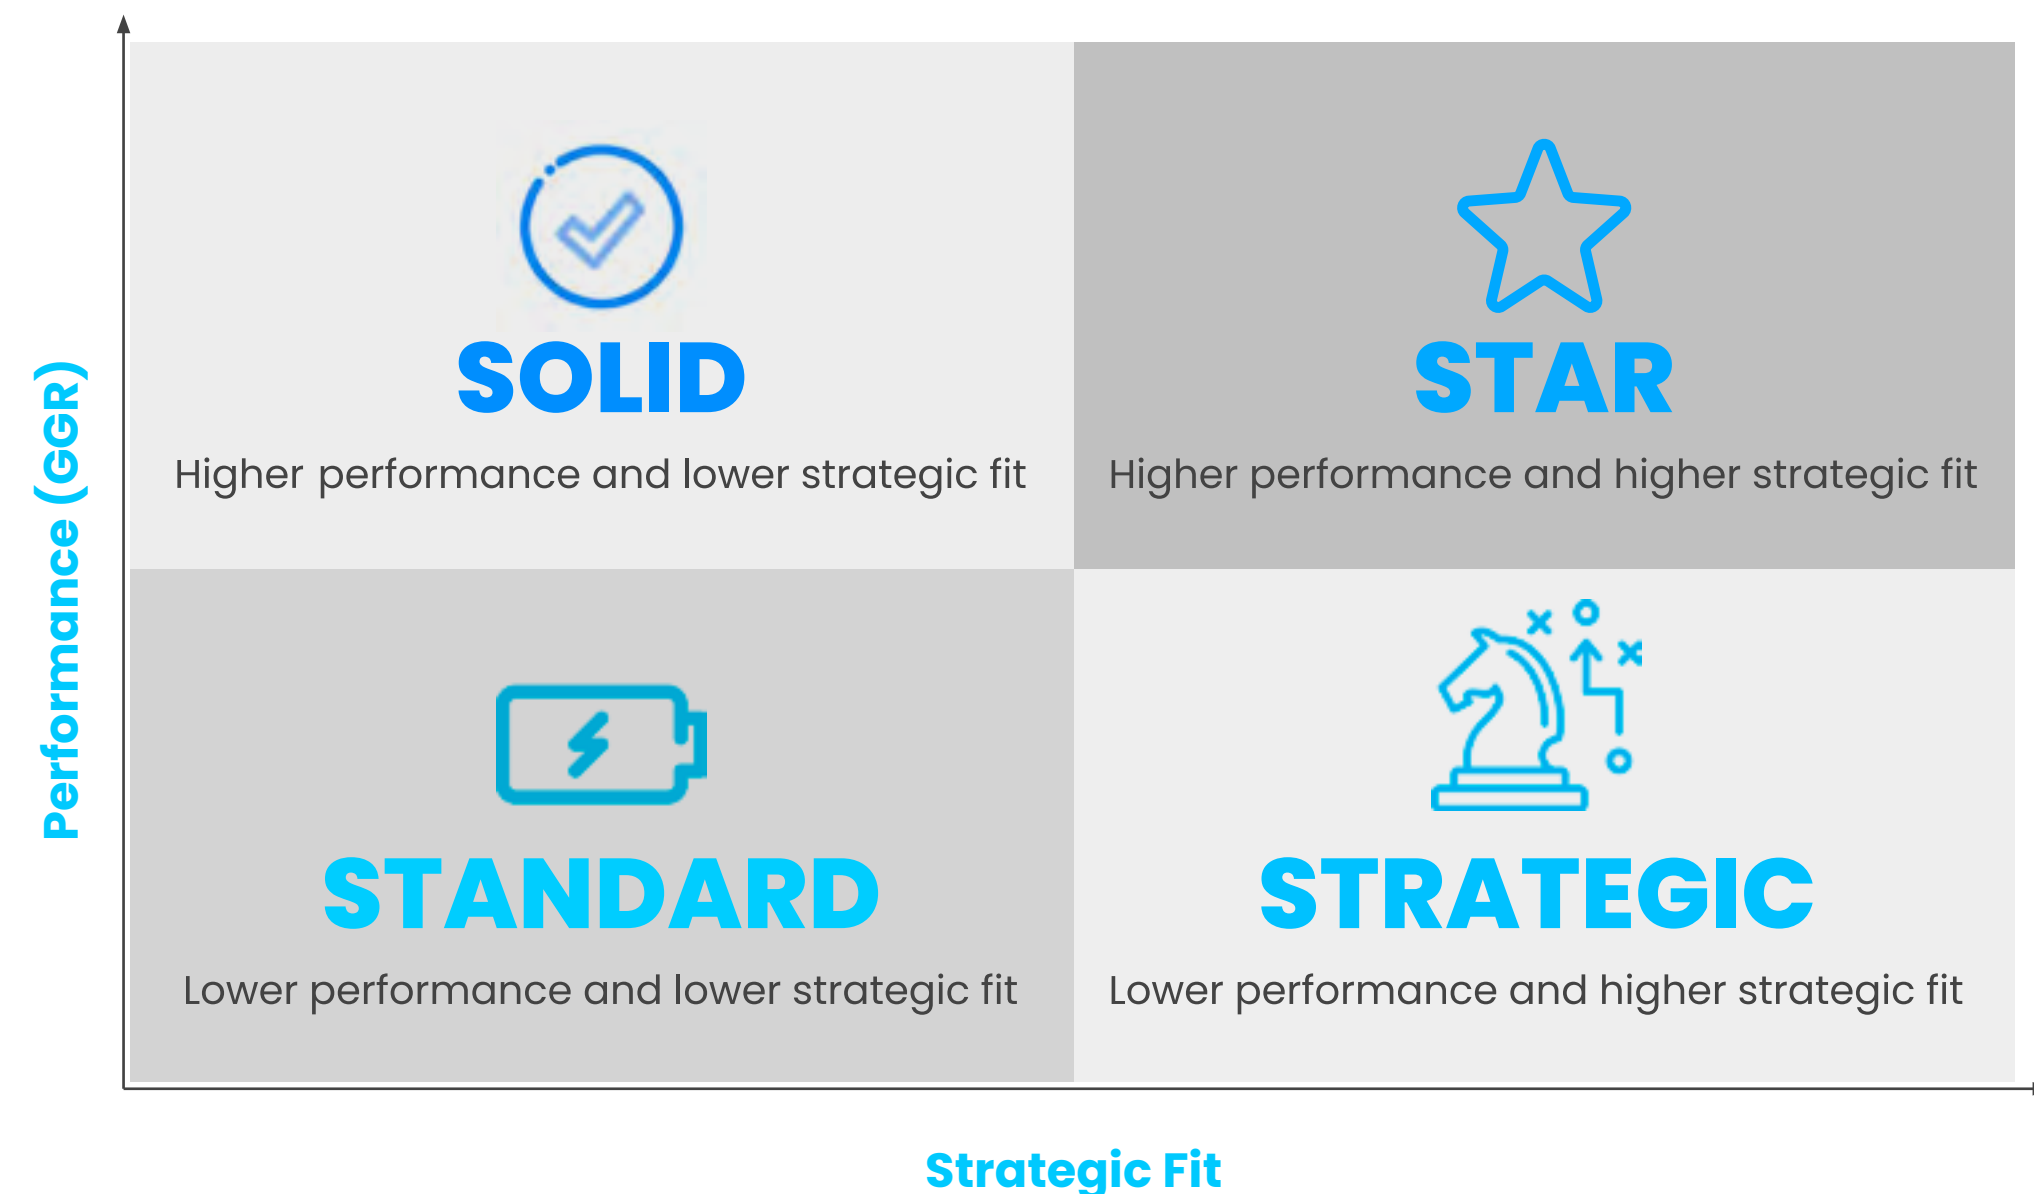 Performance (GGR)
SOLID
Higher performance and lower strategic fit
STAR
Higher performance and higher strategic fit
STANDARD
Lower performance and lower strategic fit
STRATEGIC
Lower performance and higher strategic fit
Strategic Fit